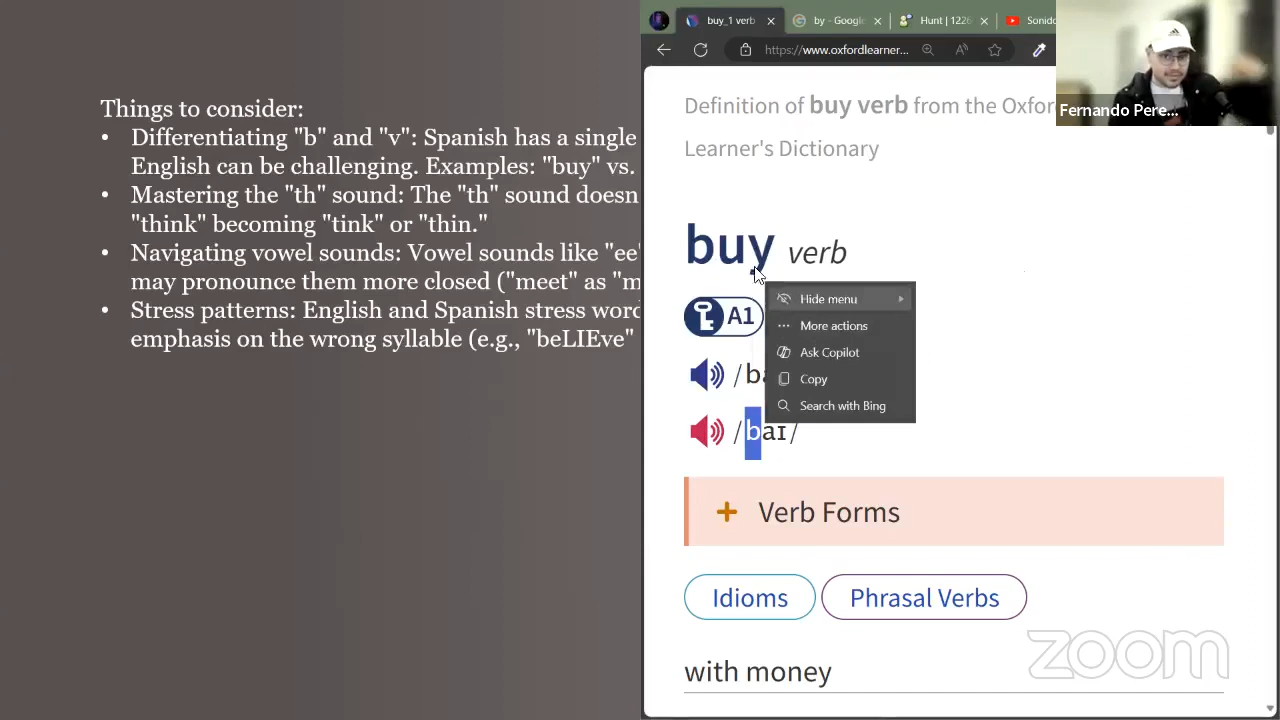 Things to consider:
• Differentiating "b" and "v": Spanish has a single
English can be challenging. Examples: "buy" vs.
• Mastering the "th" sound: The "th" sound doesn
"think" becoming "tink" or "thin."
• Navigating vowel sounds: Vowel sounds like "ee"
may pronounce them more closed ("meet" as "m
• Stress patterns: English and Spanish stress word
emphasis on the wrong syllable (e.g., "beLIEve"
buy_1 verb
by - Google
Hunt | 1226
Sonido
https://www.oxfordlearner...
Fernando Pere...
Definition of buy verb from the Oxfo
Learner's Dictionary
buy verb
A1
Hide menu
More actions
Ask Copilot
Copy
Search with Bing
/ba
/baɪ/
+ Verb Forms
Idioms
Phrasal Verbs
with money
zoom